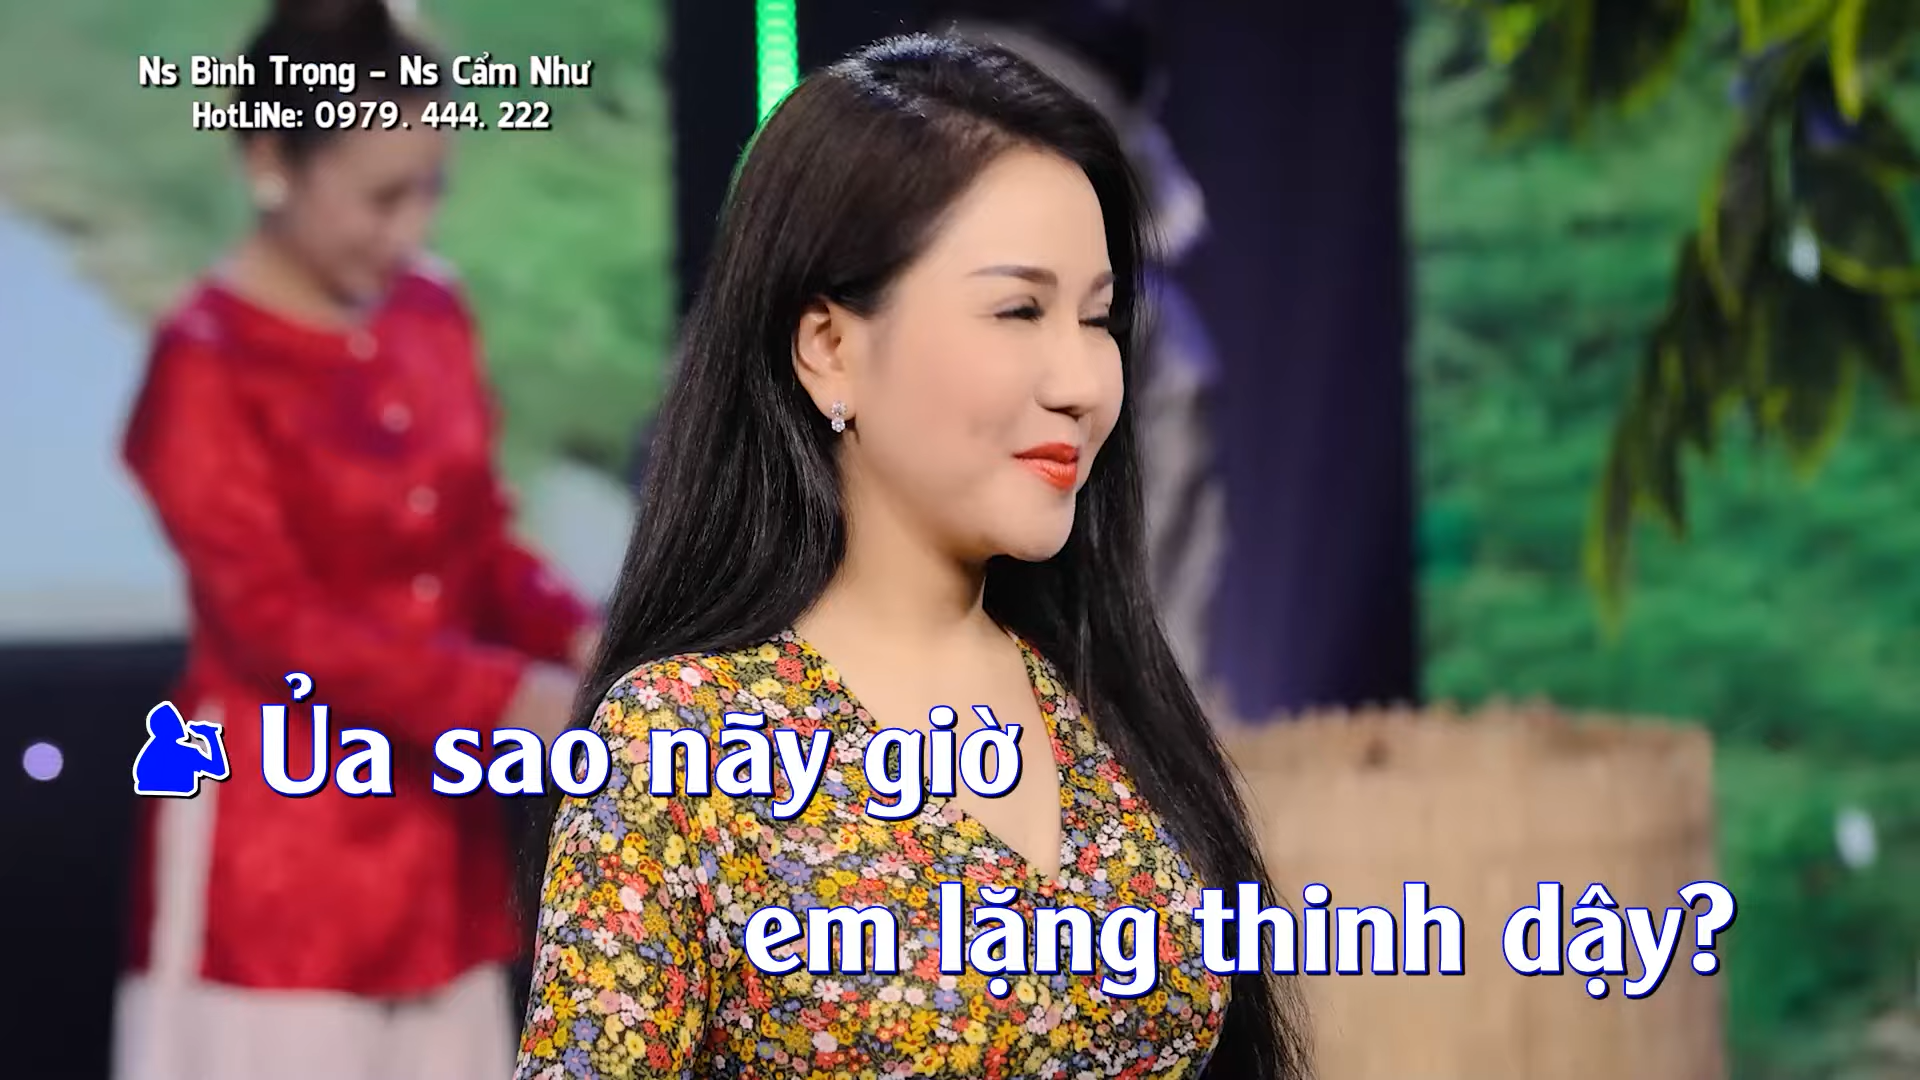 Ns Bình Trọng – Ns Cẩm Như
HotLiNe: 0979. 444. 222
Ủa sao nãy giờ
em lặng thinh dậy?